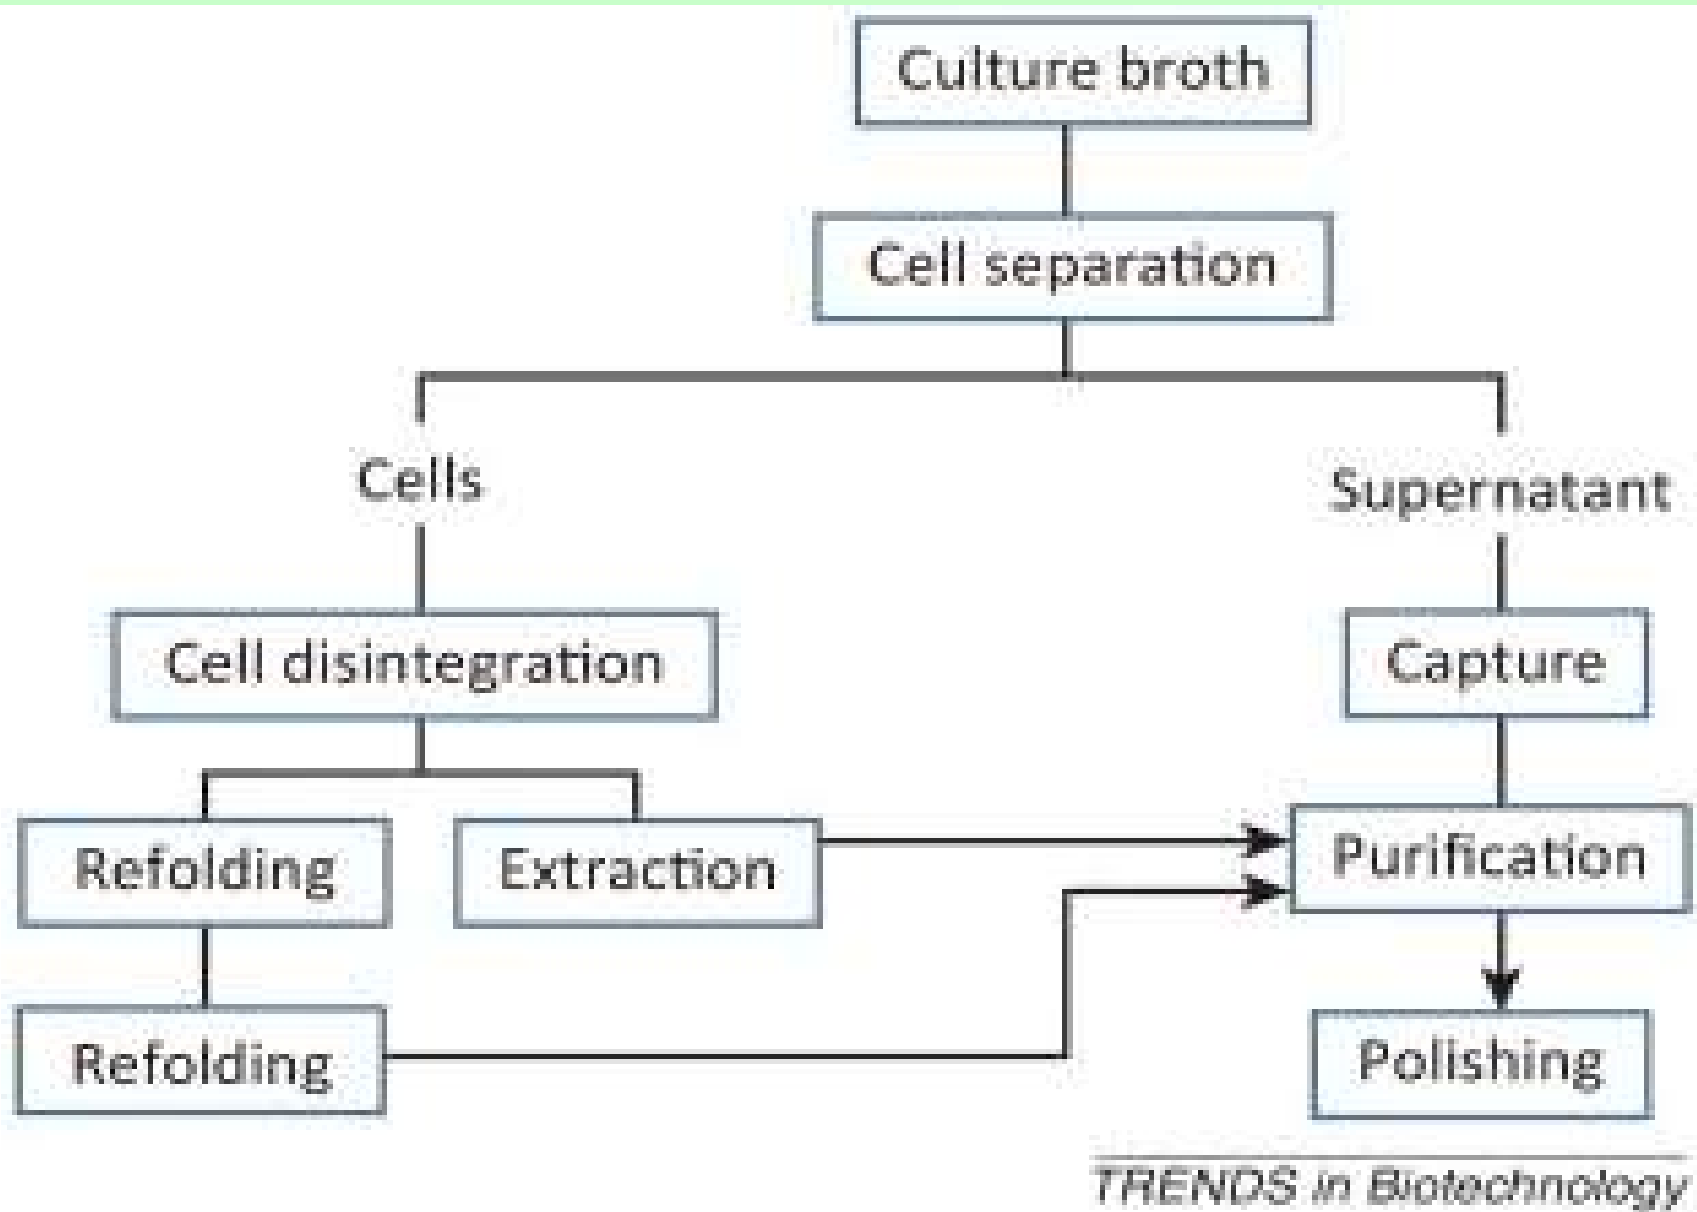 Culture broth
Cell separation
Cells
Supernatant
Cell disintegration
Capture
Refolding
Extraction
Purification
Refolding
Polishing
TRENDS in Biotechnology